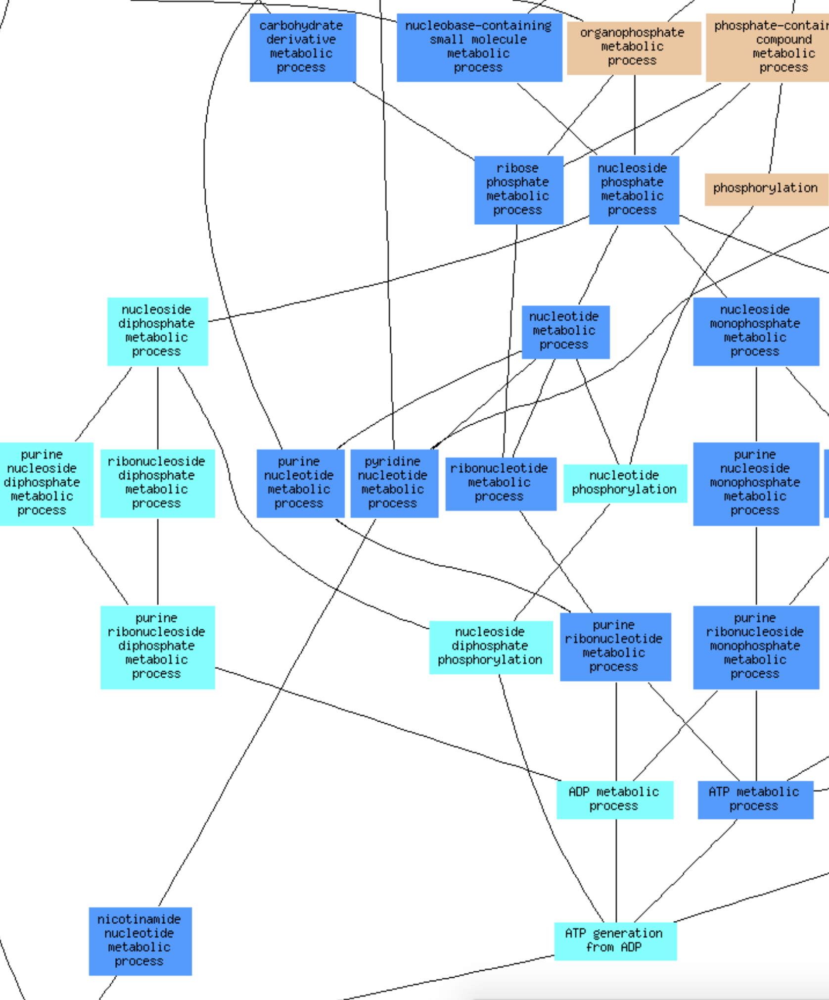 carbohydrate
derivative
metabolic
process
nucleobase-containing
small molecule
metabolic
process
organophosphate
metabolic
process
phosphate-contair
compound
metabolic
process
ribose
phosphate
metabolic
process
nucleoside
phosphate
metabolic
process
phosphorylation
nucleoside
diphosphate
metabolic
process
nucleotide
metabolic
process
nucleoside
monophosphate
metabolic
process
purine
nucleoside
diphosphate
metabolic
process
ribonucleoside
diphosphate
metabolic
process
purine
nucleotide
metabolic
process
pyridine
nucleotide
metabolic
process
ribonucleotide
metabolic
process
nucleotide
phosphorylation
purine
nucleoside
monophosphate
metabolic
process
purine
ribonucleoside
diphosphate
metabolic
process
nucleoside
diphosphate
phosphorylation
purine
ribonucleotide
metabolic
process
purine
ribonucleoside
monophosphate
metabolic
process
ADP metabolic
process
ATP metabolic
process
nicotinamide
nucleotide
metabolic
process
ATP generation
from ADP